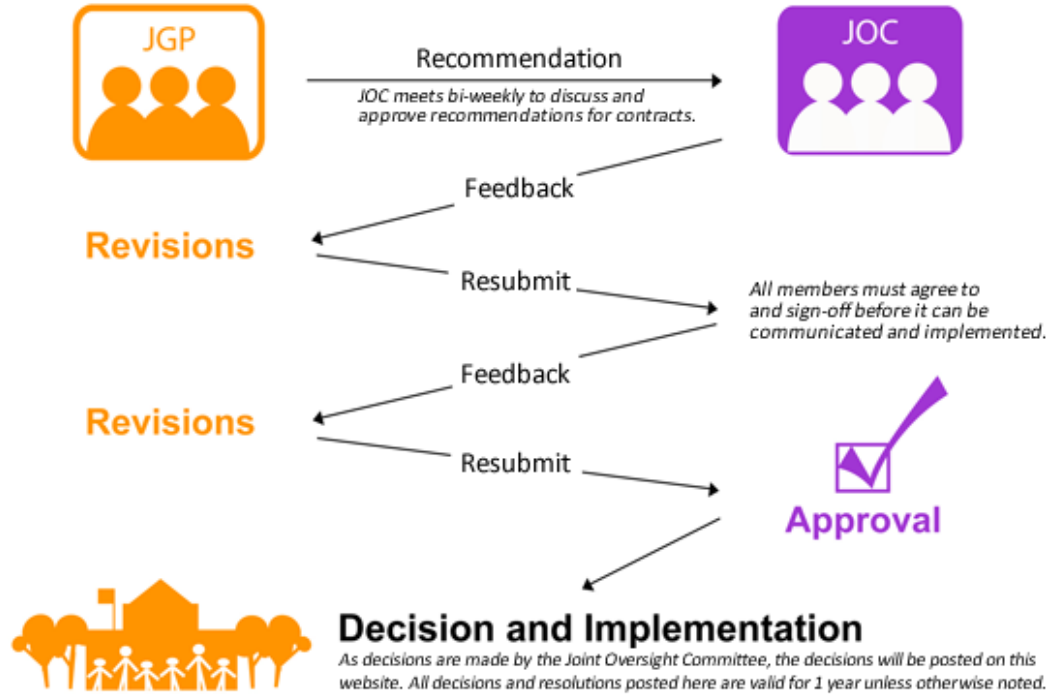 JGP
JOC
Recommendation
JOC meets bi-weekly to discuss and
approve recommendations for contracts.
Feedback
Revisions
Resubmit
All members must agree to
and sign-off before it can be
communicated and implemented.
Feedback
Revisions
Resubmit
Approval
Decision and Implementation
As decisions are made by the Joint Oversight Committee, the decisions will be posted on this
website. All decisions and resolutions posted here are valid for 1 year unless otherwise noted.